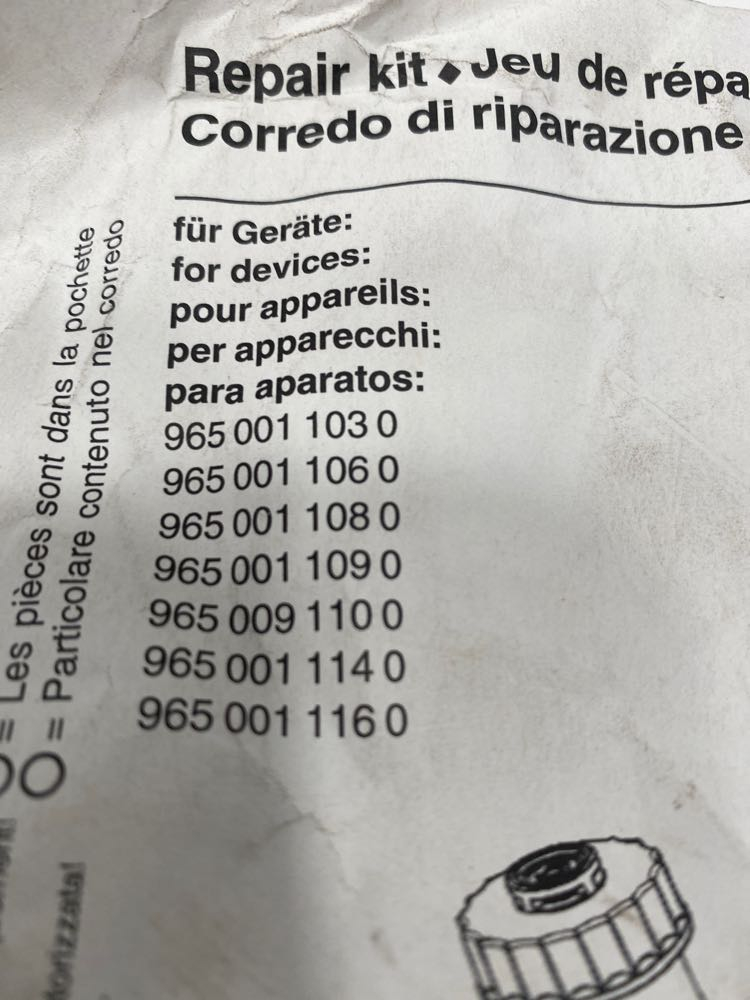 Repair kit ♦ Jeu de répa
Corredo di riparazione
für Geräte:
for devices:
pour appareils:
per apparecchi:
para aparatos:
965 001 103 0
965 001 106 0
965 001 108 0
965 001 109 0
965 009 110 0
965 001 114 0
965 001 116 0
= Les pièces sont dans la pochette
= Particolare contenuto nel corredo
torizzata!